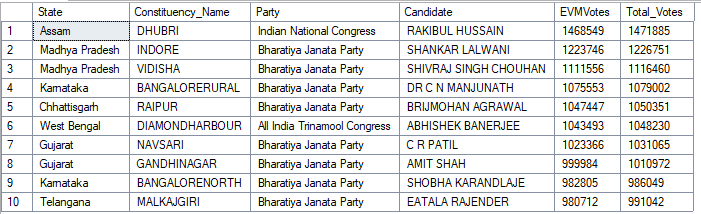 State Constituency_Name Party Candidate EVMVotes Total_Votes
1 Assam DHUBRI Indian National Congress RAKIBUL HUSSAIN 1468549 1471885
2 Madhya Pradesh INDORE Bharatiya Janata Party SHANKAR LALWANI 1223746 1226751
3 Madhya Pradesh VIDISHA Bharatiya Janata Party SHIVRAJ SINGH CHOUHAN 1111556 1116460
4 Karnataka BANGALORERURAL Bharatiya Janata Party DR C N MANJUNATH 1075553 1079002
5 Chhattisgarh RAIPUR Bharatiya Janata Party BRIJMOHAN AGRAWAL 1047447 1050351
6 West Bengal DIAMONDHARBOUR All India Trinamool Congress ABHISHEK BANERJEE 1043493 1048230
7 Gujarat NAVSARI Bharatiya Janata Party C R PATIL 1023366 1031065
8 Gujarat GANDHINAGAR Bharatiya Janata Party AMIT SHAH 999984 1010972
9 Karnataka BANGALORENORTH Bharatiya Janata Party SHOBHA KARANDLAJE 982805 986049
10 Telangana MALKAJGIRI Bharatiya Janata Party EATALA RAJENDER 980712 991042